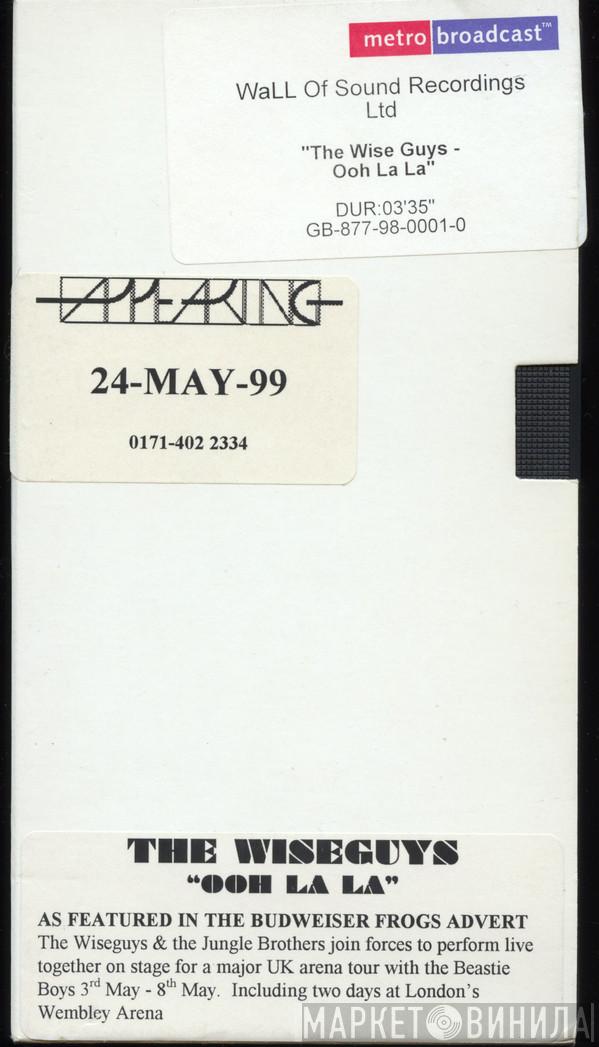 metro broadcast™
WaLL Of Sound Recordings
Ltd
"The Wise Guys -
Ooh La La"
DUR:03'35"
GB-877-98-0001-0
APPEARING
24-MAY-99
0171-402 2334
THE WISEGUYS
“OOH LA LA”
AS FEATURED IN THE BUDWEISER FROGS ADVERT
The Wiseguys & the Jungle Brothers join forces to perform live
together on stage for a major UK arena tour with the Beastie
Boys 3rd May - 8th May. Including two days at London’s
Wembley Arena
МАРКЕТ ВИНИЛА